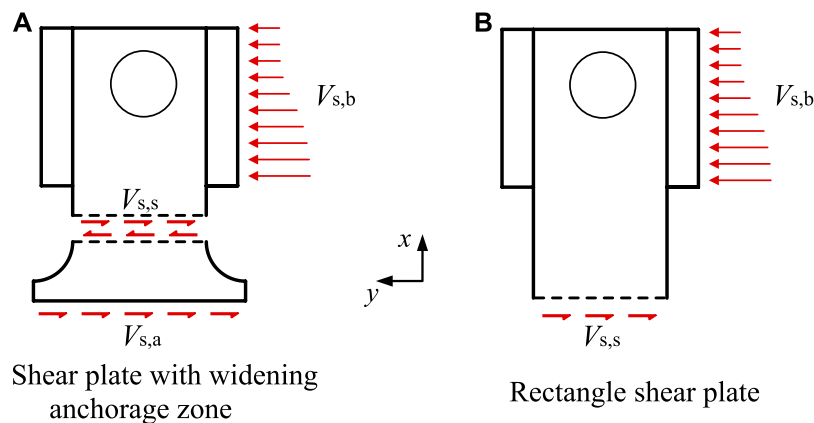 A
B
Vs,b
Vs,b
Vs,s
x
y
Vs,a
Vs,s
Shear plate with widening
anchorage zone
Rectangle shear plate